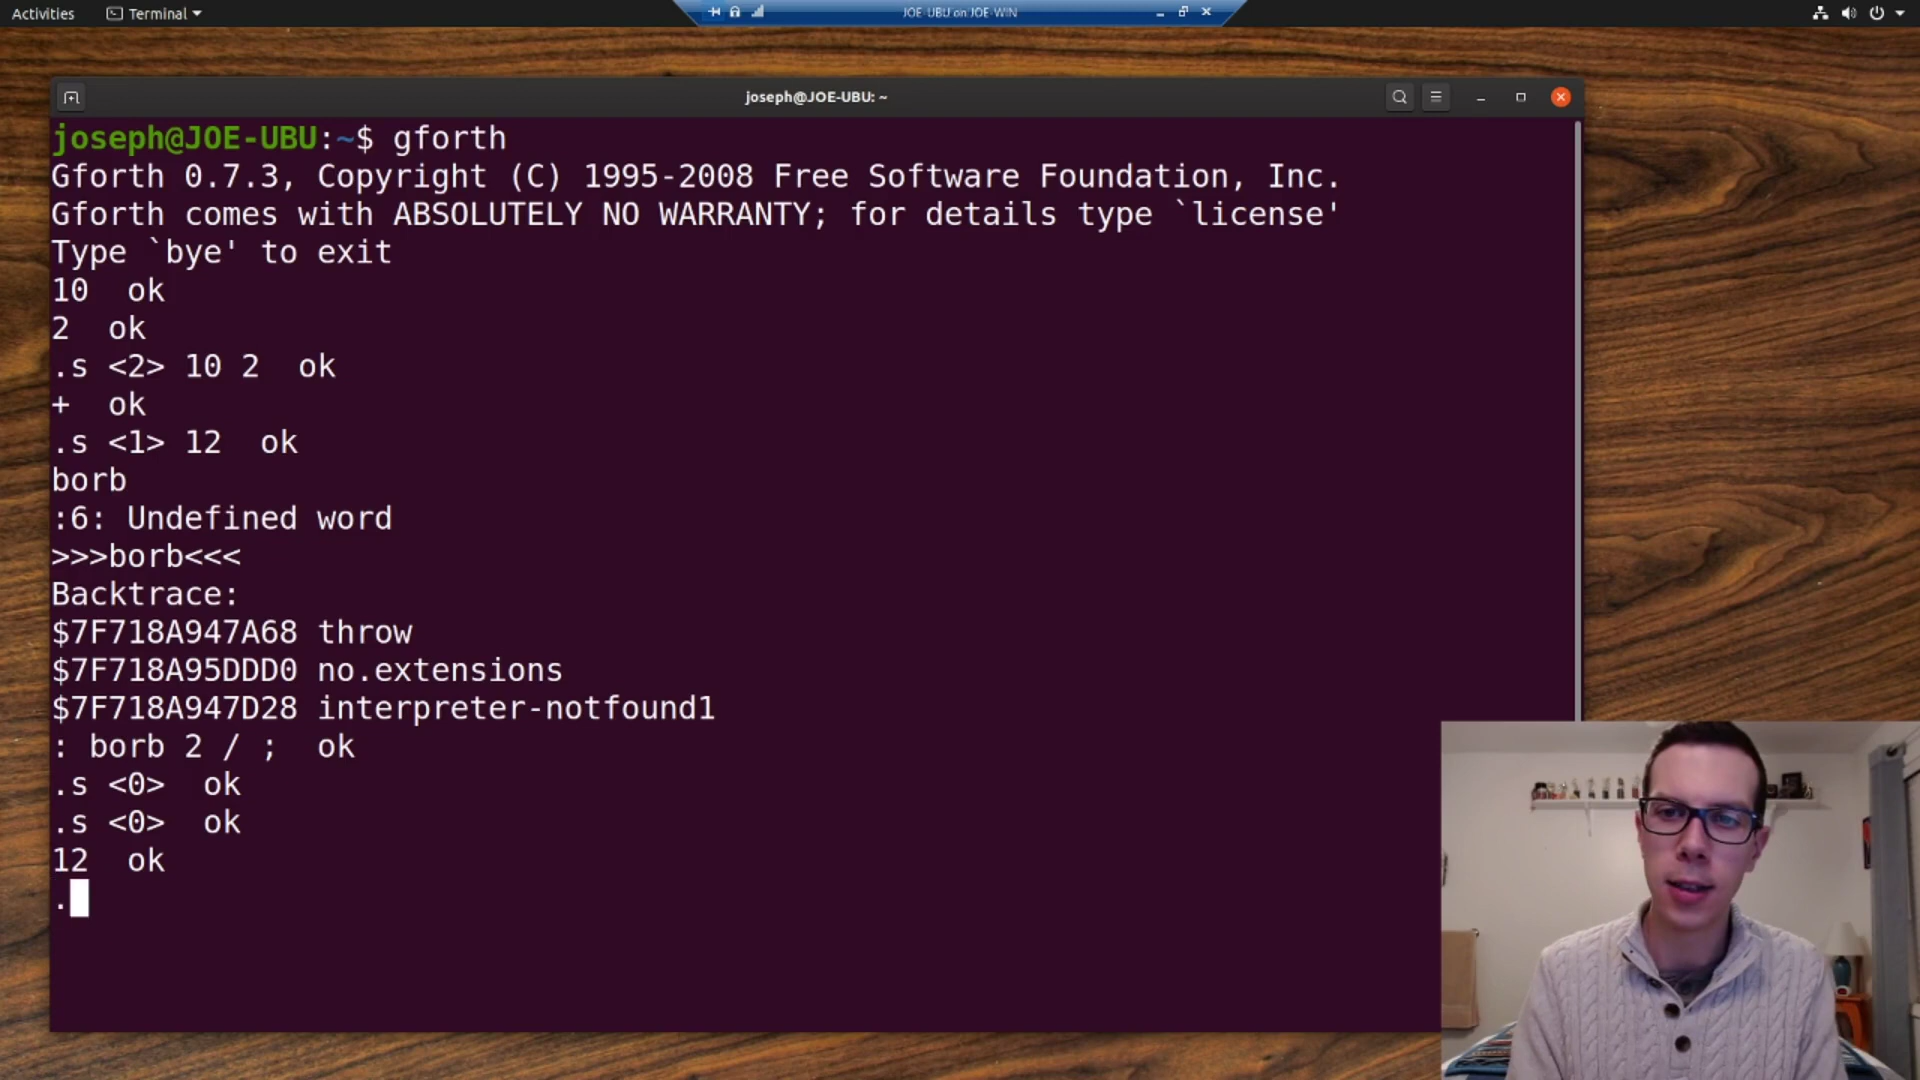 Activities Terminal
JOE-UBU on JOE-WIN
joseph@JOE-UBU: ~
joseph@JOE-UBU:~$ gforth
Gforth 0.7.3, Copyright (C) 1995-2008 Free Software Foundation, Inc.
Gforth comes with ABSOLUTELY NO WARRANTY; for details type `license'
Type `bye' to exit
10  ok
2  ok
.s <2> 10 2  ok
+  ok
.s <1> 12  ok
borb
:6: Undefined word
>>>borb<<<
Backtrace:
$7F718A947A68 throw
$7F718A95DDD0 no.extensions
$7F718A947D28 interpreter-notfound1
: borb 2 / ;  ok
.s <0>  ok
.s <0>  ok
12  ok
.